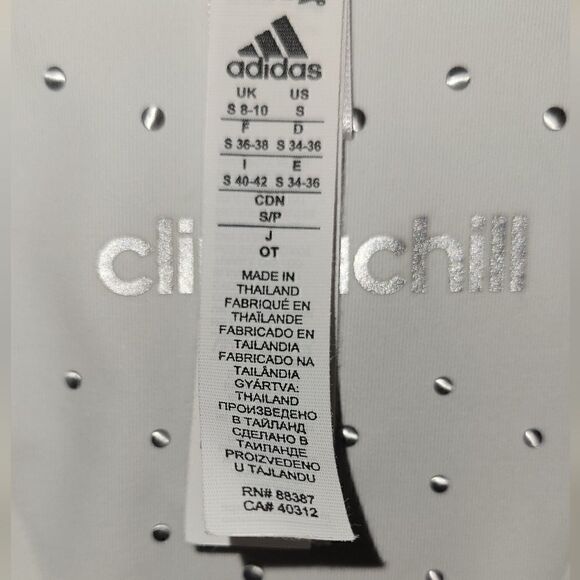 adidas
UK US
S 8-10 S
F D
S 36-38 S 34-36
I E
S 40-42 S 34-36
CDN
S/P
J
OT
cli chill
MADE IN
THAILAND
FABRIQUÉ EN
THAÏLANDE
FABRICADO EN
TAILANDIA
FABRICADO NA
TAILÂNDIA
GYÁRTVA:
THAILAND
ПРОИЗВЕДЕНО
В ТАЙЛАНД
СДЕЛАНО В
ТАИЛАНДЕ
PROIZVEDENO
U TAJLANDU
RN# 88387
CA# 40312